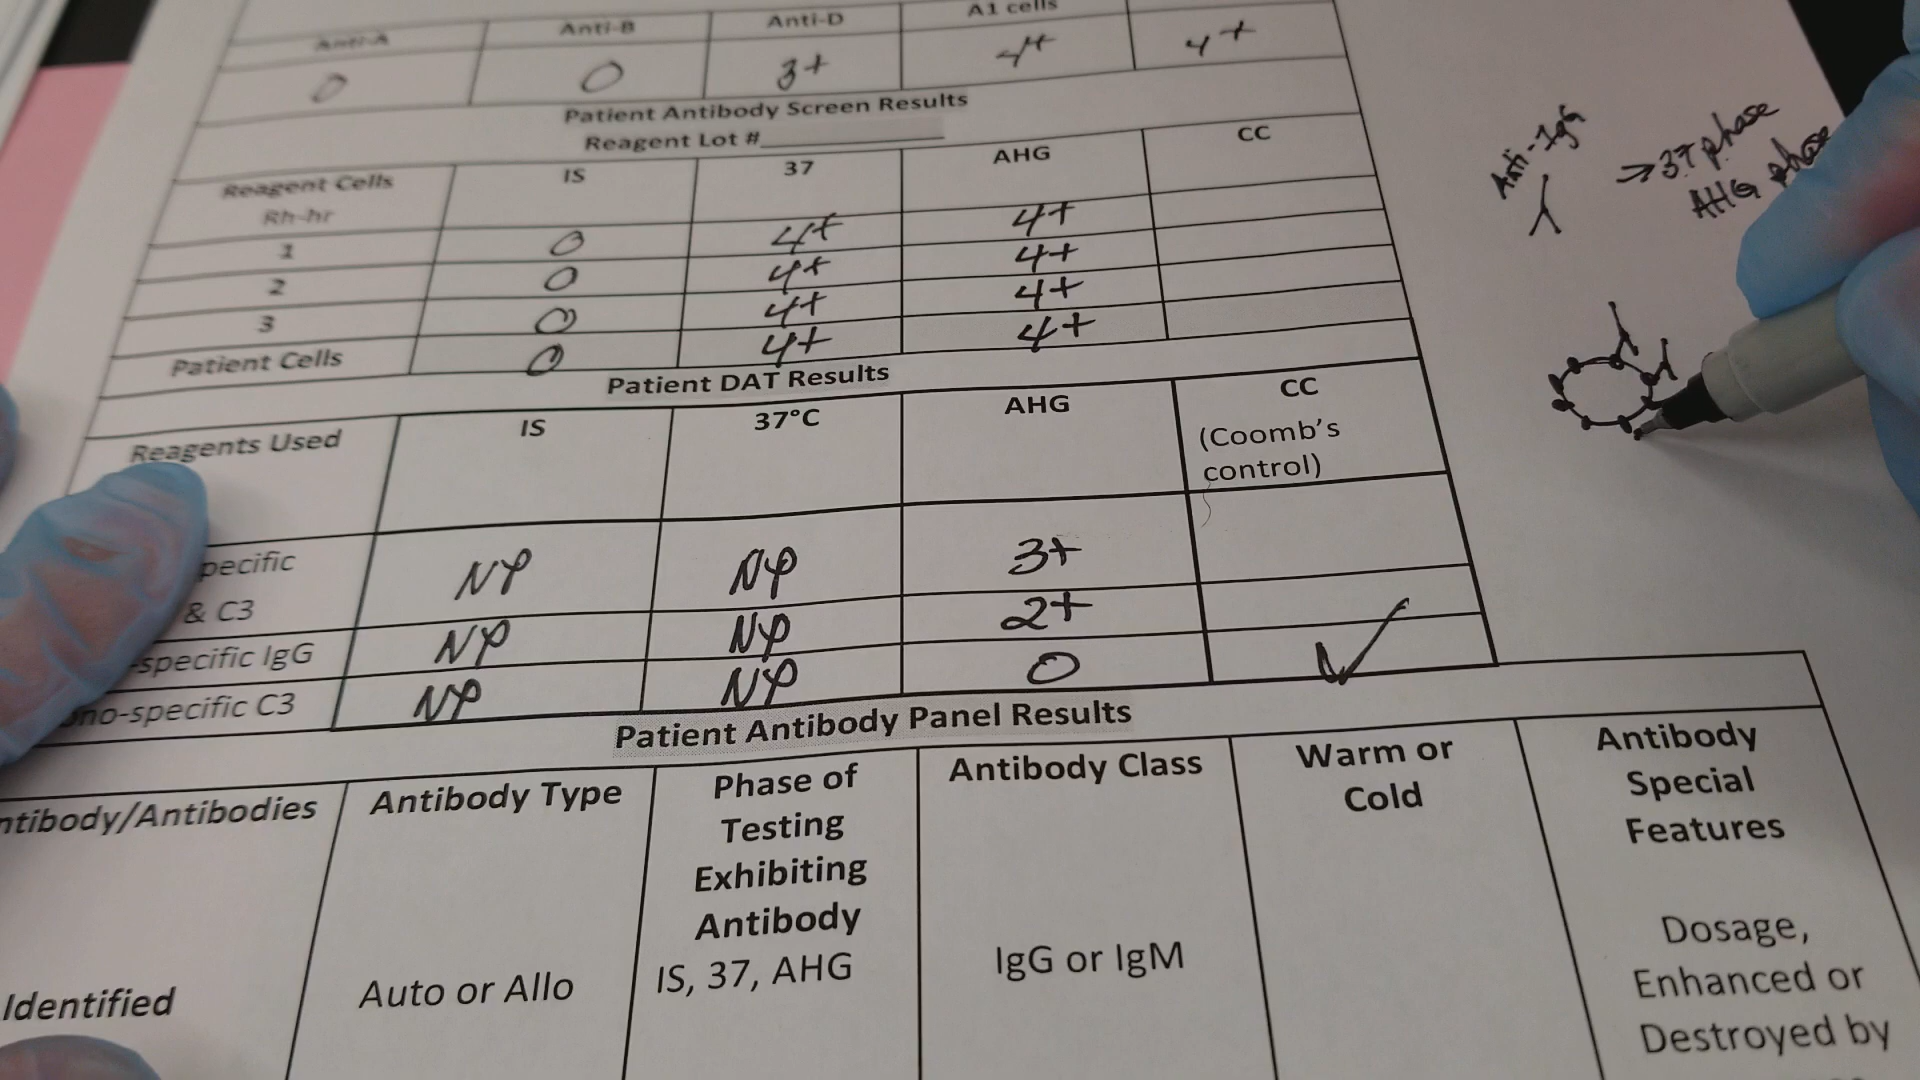 Anti-A Anti-B Anti-D A1 cells
0 0 3+ 4+ 4+
Patient Antibody Screen Results
Reagent Lot #
Reagent Cells IS 37 AHG CC
Rh-hr
1 0 4+ 4+
2 0 4+ 4+
3 0 4+ 4+
Patient Cells 0 4+ 4+
Patient DAT Results
Reagents Used IS 37°C AHG CC
(Coomb's
control)
pecific NP NP 3+
& C3
-specific IgG NP NP 2+
ono-specific C3 NP NP 0 ✓
Patient Antibody Panel Results
ntibody/Antibodies
Identified
Antibody Type
Auto or Allo
Phase of
Testing
Exhibiting
Antibody
IS, 37, AHG
Antibody Class
IgG or IgM
Warm or
Cold
Antibody
Special
Features
Dosage,
Enhanced or
Destroyed by
Anti-IgG
→37 phase
AHG phase